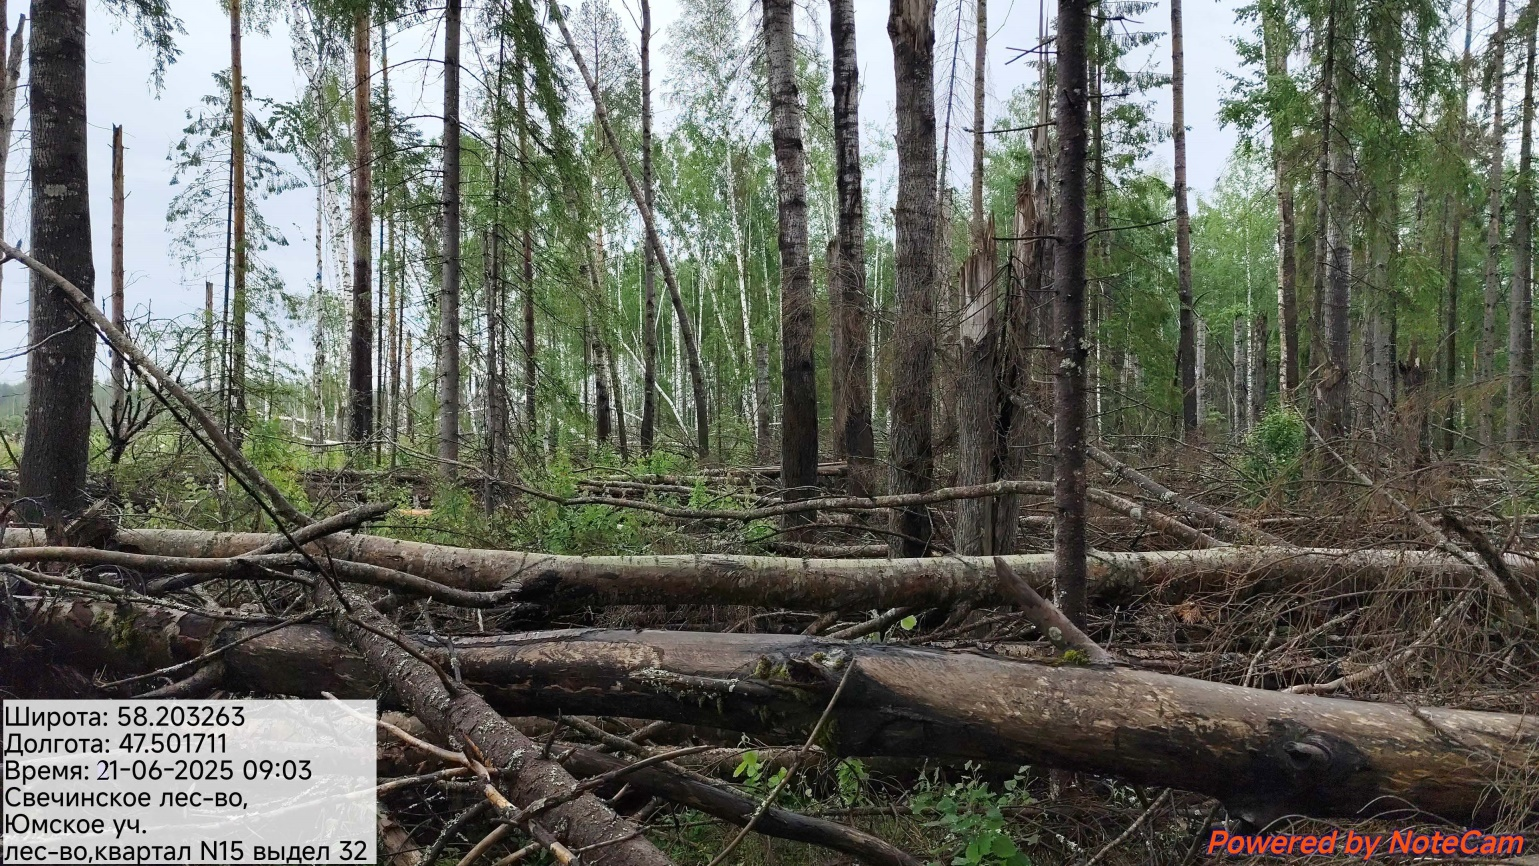 Широта: 58.203263
Долгота: 47.501711
Время: 21-06-2025 09:03
Свечинское лес-во,
Юмское уч.
лес-во,квартал N15 выдел 32
Powered by NoteCam